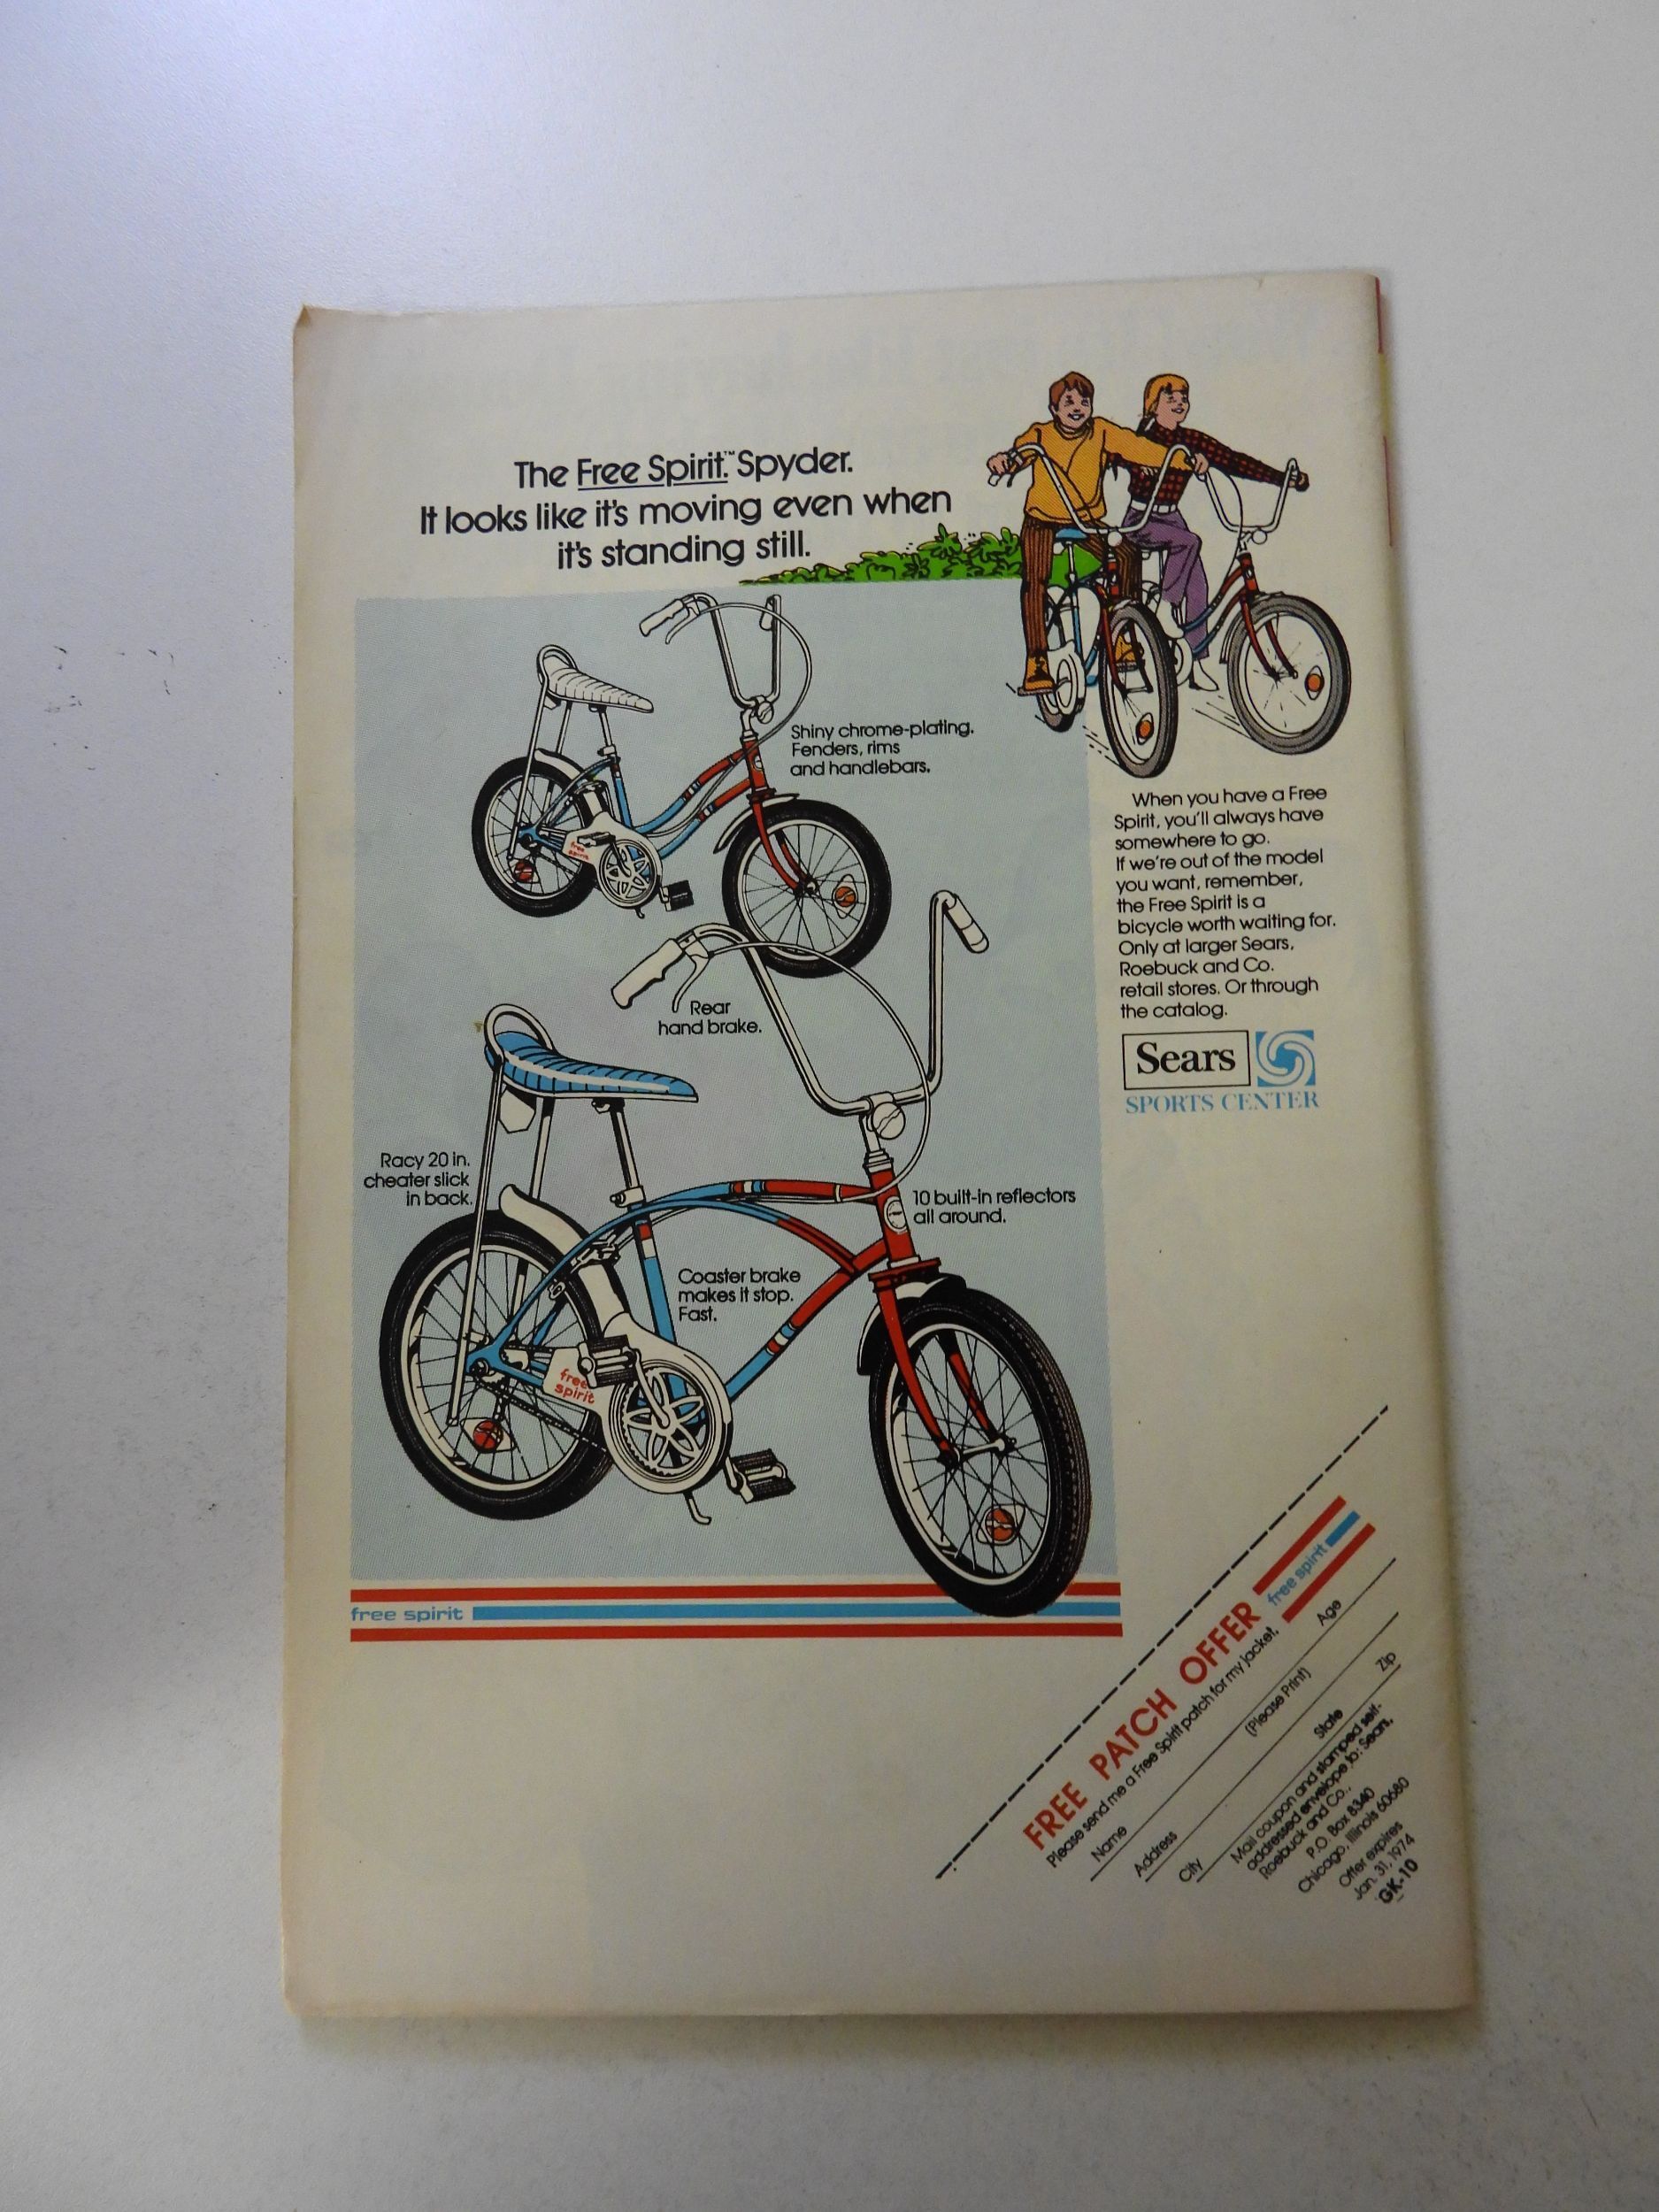 The Free Spirit.™ Spyder.
It looks like it's moving even when
it's standing still.
Shiny chrome-plating.
Fenders, rims
and handlebars.
free
spirit
Rear
hand brake.
Racy 20 in.
cheater slick
in back.
10 built-in reflectors
all around.
Coaster brake
makes it stop.
Fast.
free
spirit
free spirit
When you have a Free
Spirit, you'll always have
somewhere to go.
If we're out of the model
you want, remember,
the Free Spirit is a
bicycle worth waiting for.
Only at larger Sears,
Roebuck and Co.
retail stores. Or through
the catalog.
Sears
SPORTS CENTER
FREE PATCH OFFER
free spirit
Please send me a Free Spirit patch for my jacket.
Name
Age
(Please Print)
Address
City
State
Zip
Mail coupon and stamped self-
addressed envelope to: Sears,
Roebuck and Co.,
P.O. Box 8340
Chicago, Illinois 60680
Offer expires
Jan. 31, 1974
GK-10